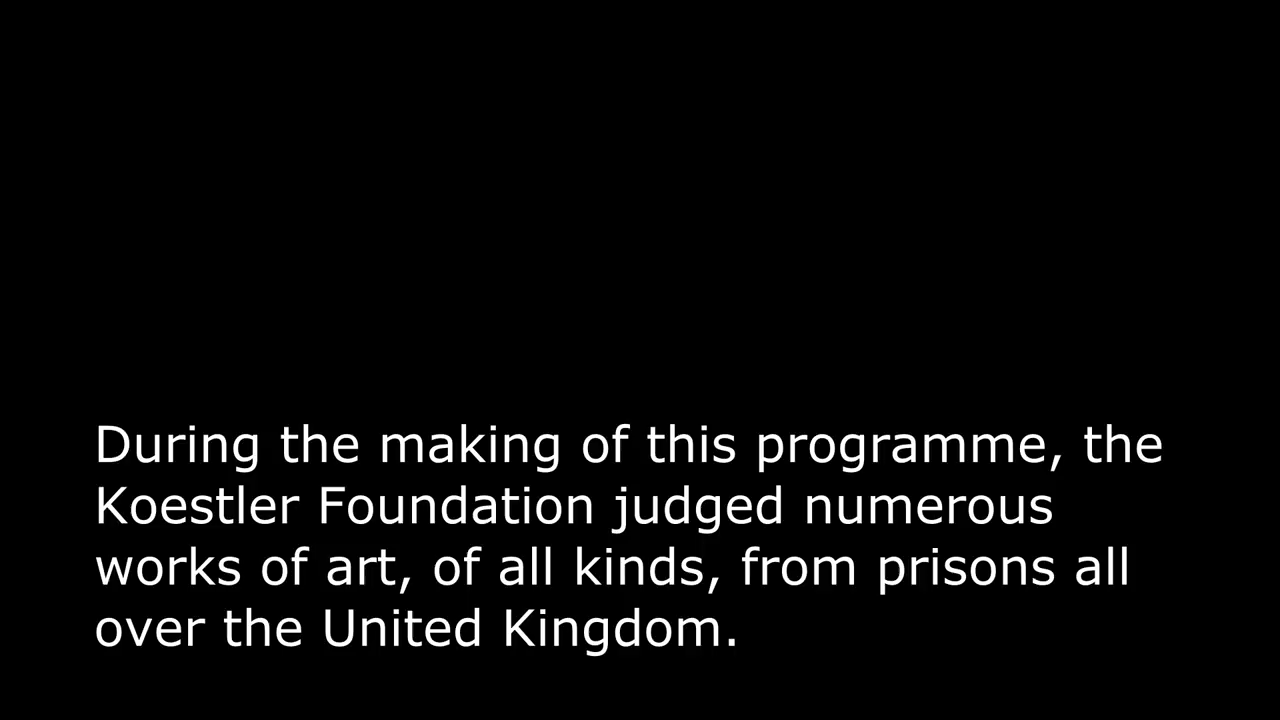 During the making of this programme, the
Koestler Foundation judged numerous
works of art, of all kinds, from prisons all
over the United Kingdom.